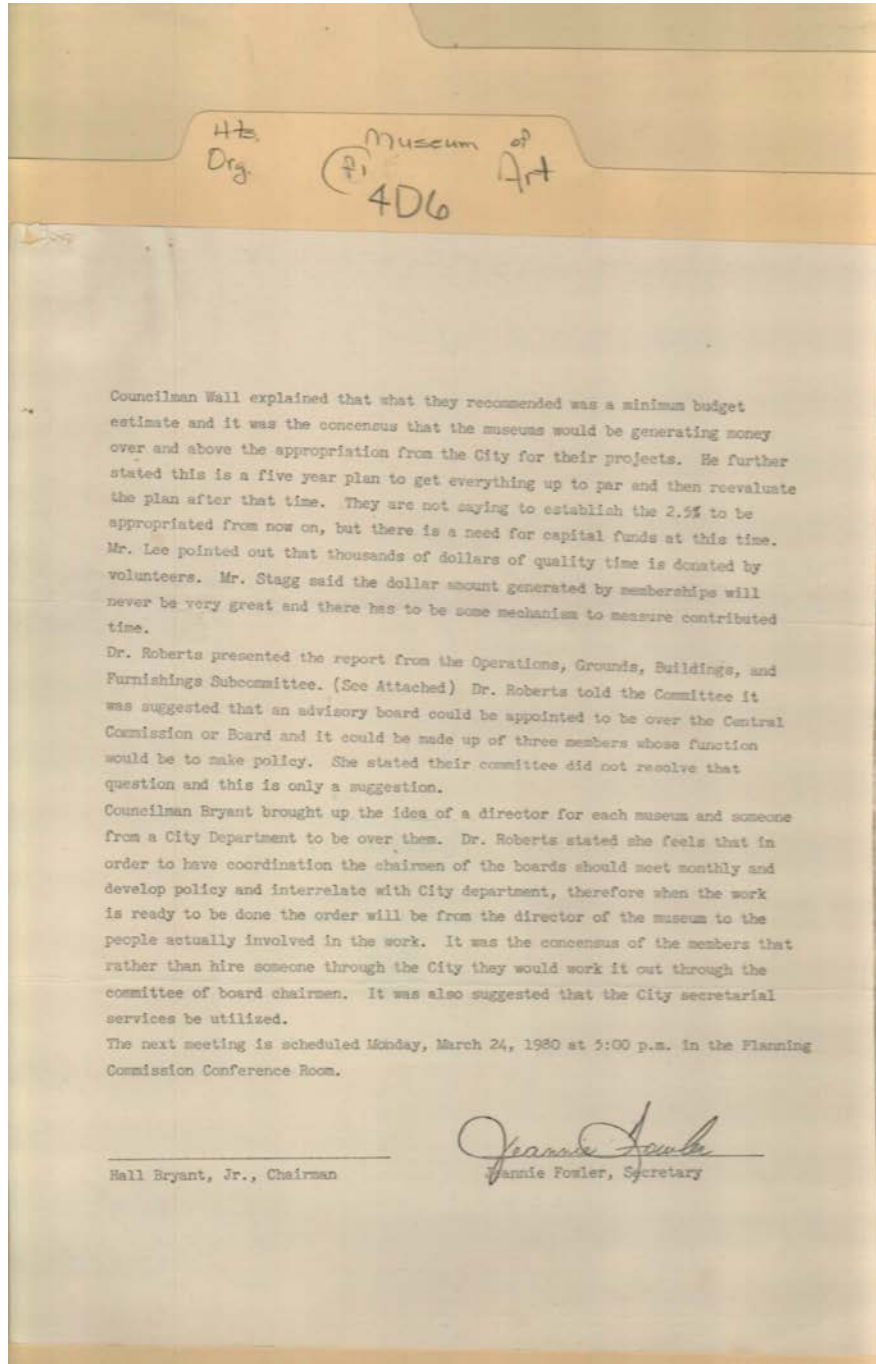 Hts. Museum of
Org. Art
4D6
Councilman Wall explained that what they recommended was a minimum budget
estimate and it was the concensus that the museums would be generating money
over and above the appropriation from the City for their projects. He further
stated this is a five year plan to get everything up to par and then reevaluate
the plan after that time. They are not saying to establish the 2.5% to be
appropriated from now on, but there is a need for capital funds at this time.
Mr. Lee pointed out that thousands of dollars of quality time is donated by
volunteers. Mr. Stagg said the dollar amount generated by memberships will
never be very great and there has to be some mechanism to measure contributed
time.
Dr. Roberts presented the report from the Operations, Grounds, Buildings, and
Furnishings Subcommittee. (See Attached) Dr. Roberts told the Committee it
was suggested that an advisory board could be appointed to be over the Central
Commission or Board and it could be made up of three members whose function
would be to make policy. She stated their committee did not resolve that
question and this is only a suggestion.
Councilman Bryant brought up the idea of a director for each museum and someone
from a City Department to be over them. Dr. Roberts stated she feels that in
order to have coordination the chairmen of the boards should meet monthly and
develop policy and interrelate with City department, therefore when the work
is ready to be done the order will be from the director of the museum to the
people actually involved in the work. It was the concensus of the members that
rather than hire someone through the City they would work it out through the
committee of board chairmen. It was also suggested that the City secretarial
services be utilized.
The next meeting is scheduled Monday, March 24, 1980 at 5:00 p.m. in the Planning
Commission Conference Room.
Jeannie Fowler
Hall Bryant, Jr., Chairman Jeannie Fowler, Secretary